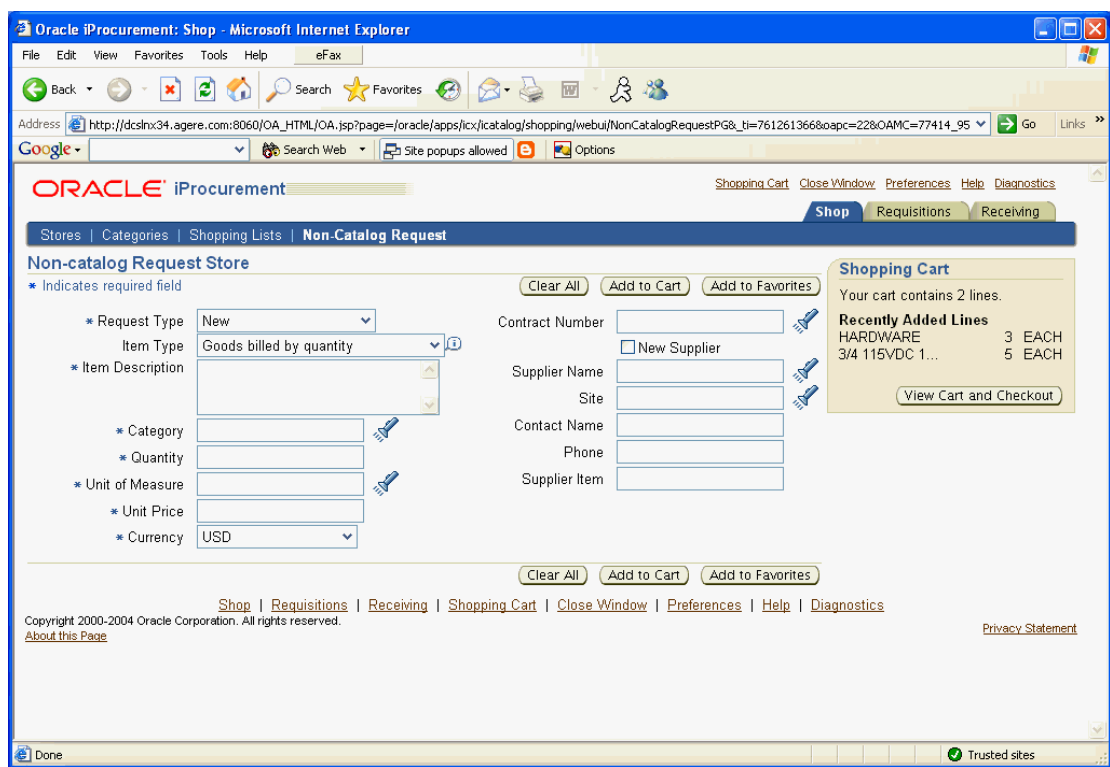 Oracle iProcurement: Shop - Microsoft Internet Explorer
File Edit View Favorites Tools Help eFax
Back Search Favorites
Address http://dcslnx34.agere.com:8060/OA_HTML/OA.jsp?page=/oracle/apps/icx/icatalog/shopping/webui/NonCatalogRequestPG&_ti=761261366&oapc=22&OAMC=77414_95 Go Links »
Google Search Web Site popups allowed Options
ORACLE iProcurement
Shopping Cart Close Window Preferences Help Diagnostics
Shop Requisitions Receiving
Stores | Categories | Shopping Lists | Non-Catalog Request
Non-catalog Request Store
* Indicates required field
Clear All Add to Cart Add to Favorites
* Request Type New
Item Type Goods billed by quantity
* Item Description
* Category
* Quantity
* Unit of Measure
* Unit Price
* Currency USD
Contract Number
New Supplier
Supplier Name
Site
Contact Name
Phone
Supplier Item
Shopping Cart
Your cart contains 2 lines.
Recently Added Lines
HARDWARE 3 EACH
3/4 115VDC 1... 5 EACH
View Cart and Checkout
Clear All Add to Cart Add to Favorites
Shop | Requisitions | Receiving | Shopping Cart | Close Window | Preferences | Help | Diagnostics
Copyright 2000-2004 Oracle Corporation. All rights reserved.
About this Page
Privacy Statement
Done
Trusted sites